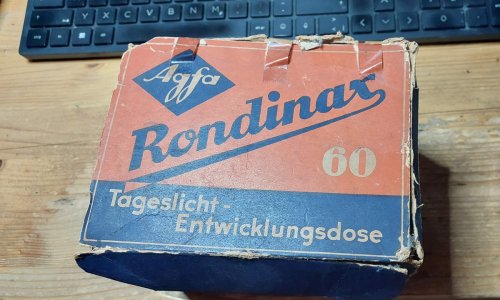 Agfa
Rondinax
60
Tageslicht-
Entwicklungsdose